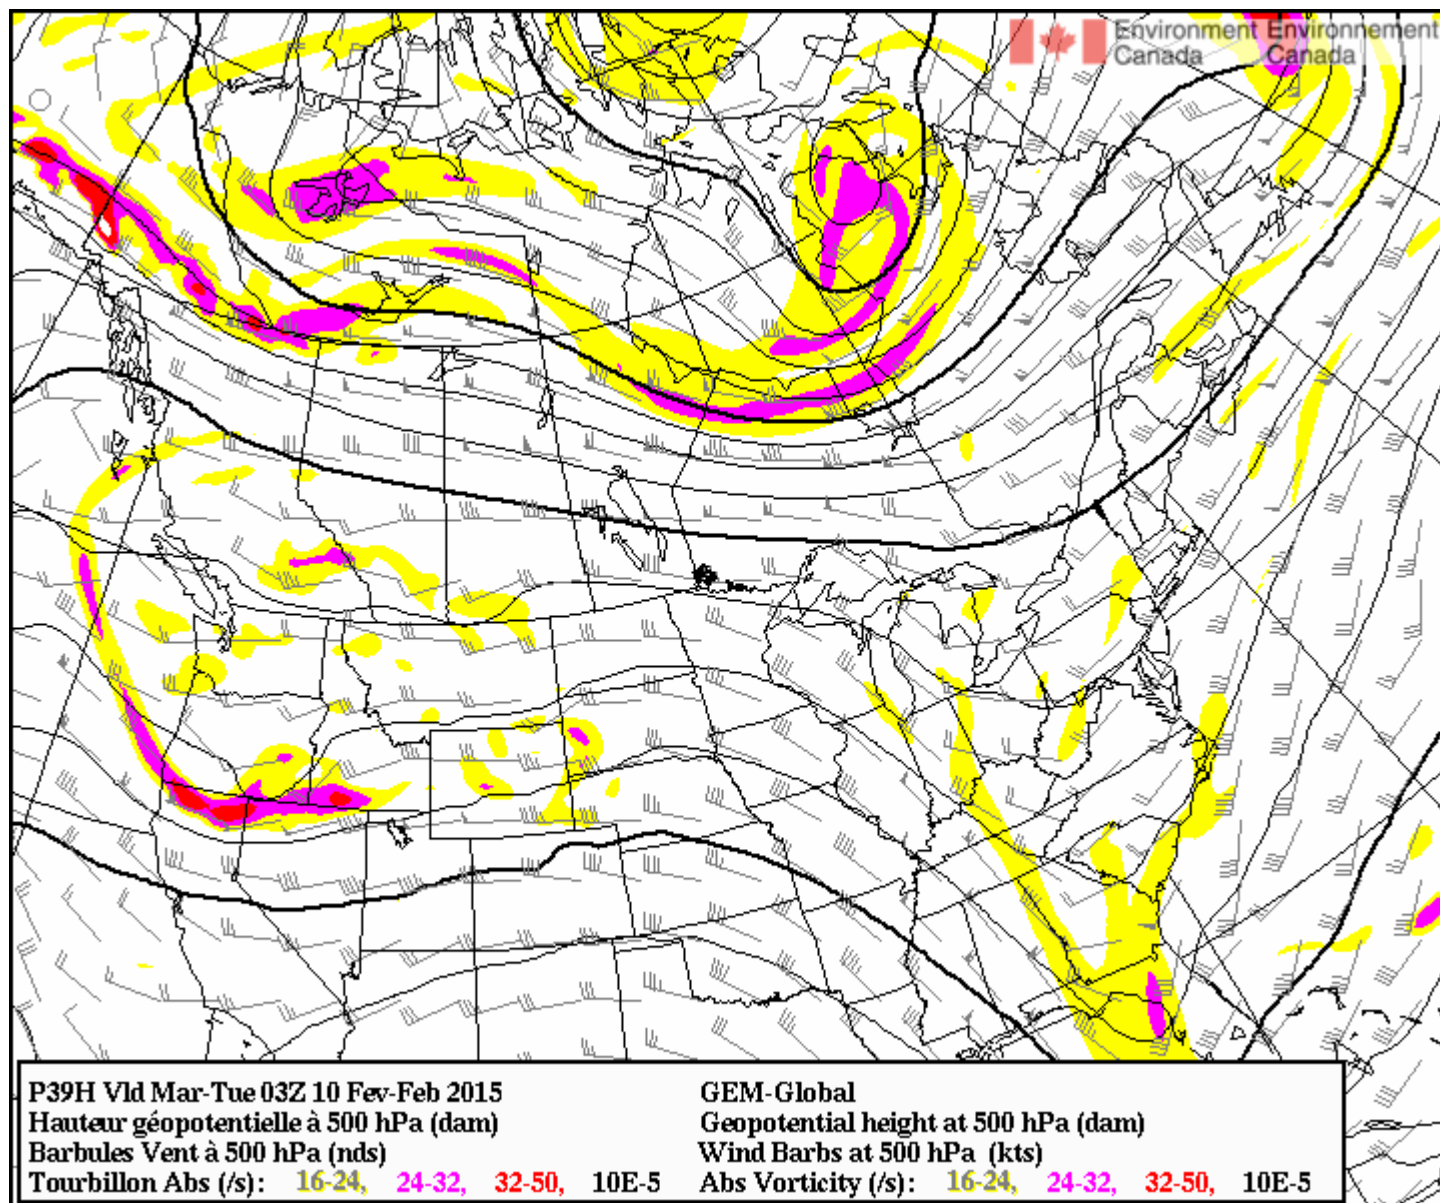 Environment Environnement
Canada Canada
P39H Vld Mar-Tue 03Z 10 Fev-Feb 2015 GEM-Global
Hauteur géopotentielle à 500 hPa (dam) Geopotential height at 500 hPa (dam)
Barbules Vent à 500 hPa (nds) Wind Barbs at 500 hPa (kts)
Tourbillon Abs (/s): 16-24, 24-32, 32-50, 10E-5 Abs Vorticity (/s): 16-24, 24-32, 32-50, 10E-5